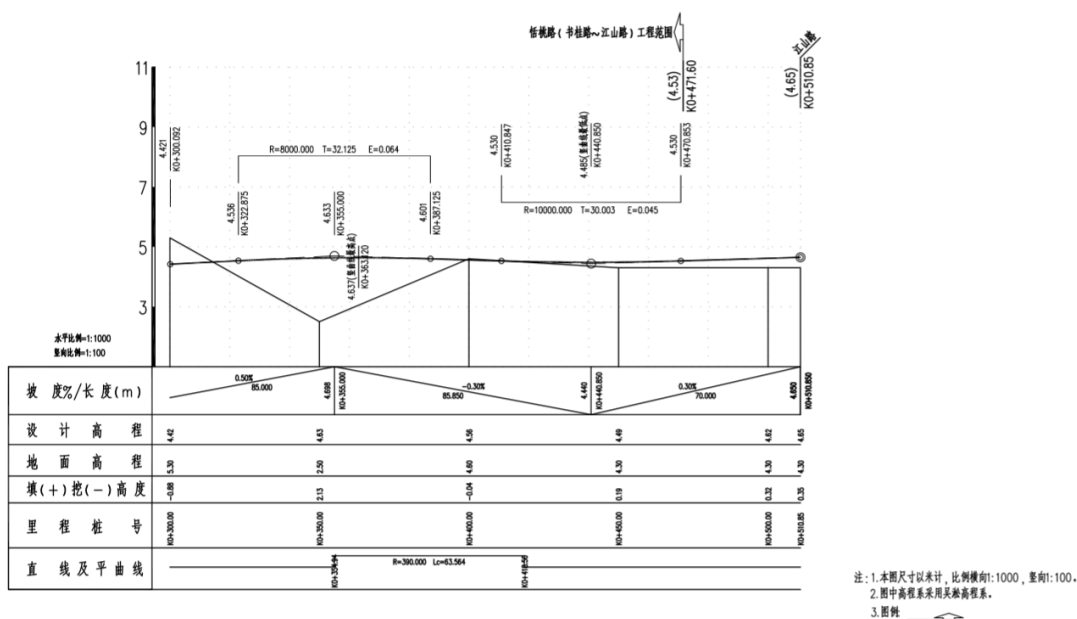 恬桃路(书桂路~江山路)工程范围
江山路
(4.53)
K0+471.60
(4.65)
K0+510.85
11
9
7
5
3
4.421
K0+300.092
R=8000.000 T=32.125 E=0.064
4.536
K0+322.875
4.633
K0+355.000
4.601
K0+387.125
4.637(竖曲线最高点)
4.530
K0+410.847
4.485(竖曲线最低点)
K0+440.850
4.530
K0+470.853
R=10000.000 T=30.003 E=0.045
水平比例=1:1000
竖向比例=1:100
坡 度%/长 度(m)
0.50%
85.000
4.698
K0+355.000
-0.30%
85.850
4.440
K0+440.850
0.30%
70.000
4.650
K0+510.850
设 计 高 程 4.42 4.63 4.56 4.49 4.62 4.65
地 面 高 程 5.30 2.50 4.60 4.30 4.30 4.30
填(+)挖(-)高度 -0.88 2.13 -0.04 0.19 0.32 0.35
里 程 桩 号 K0+300.00 K0+350.00 K0+400.00 K0+450.00 K0+500.00 K0+510.85
直 线 及 平 曲 线
R=390.000 Lc=63.564
注:1.本图尺寸以米计,比例横向1:1000,竖向1:100。
2.图中高程系采用吴淞高程系。
3.图例: